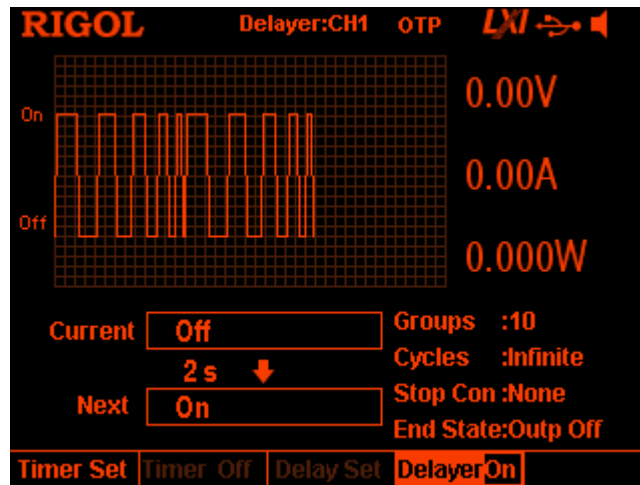 RIGOL Delayer:CH1 OTP LXI
On
Off
0.00V
0.00A
0.000W
Current Off
2 s
Next On
Groups :10
Cycles :Infinite
Stop Con :None
End State:Outp Off
Timer Set Timer Off Delay Set Delayer On